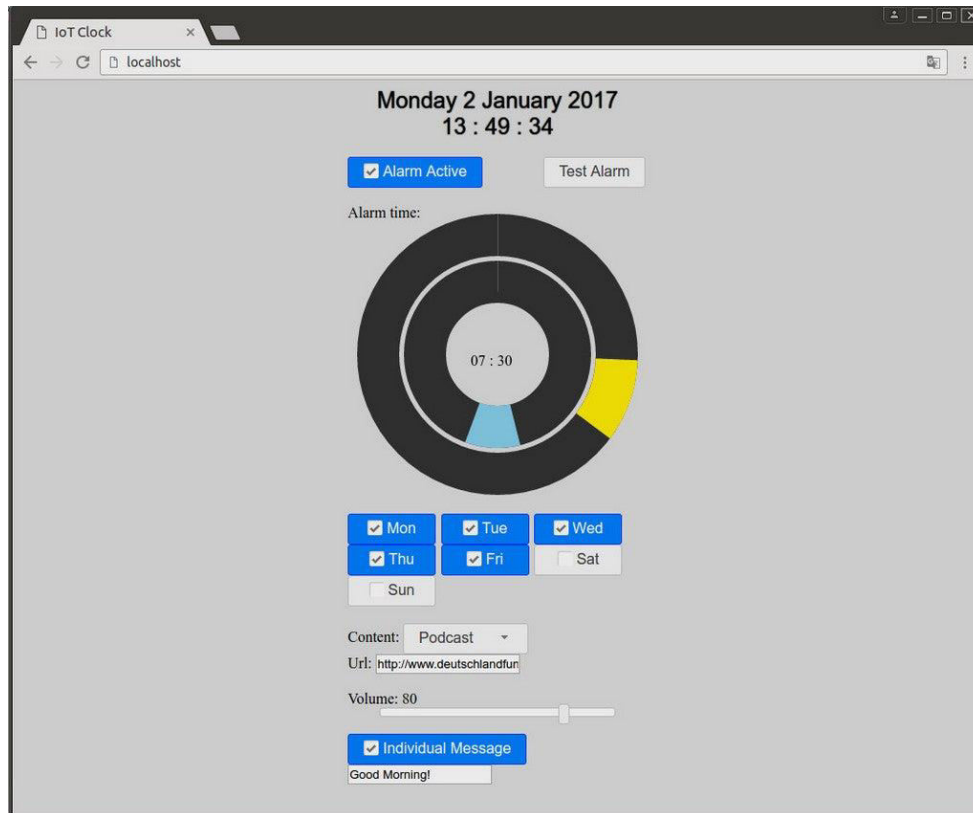 IoT Clock
localhost
Monday 2 January 2017
13 : 49 : 34
Alarm Active Test Alarm
Alarm time:
07 : 30
Mon Tue Wed
Thu Fri Sat
Sun
Content: Podcast
Url: http://www.deutschlandfun
Volume: 80
Individual Message
Good Morning!